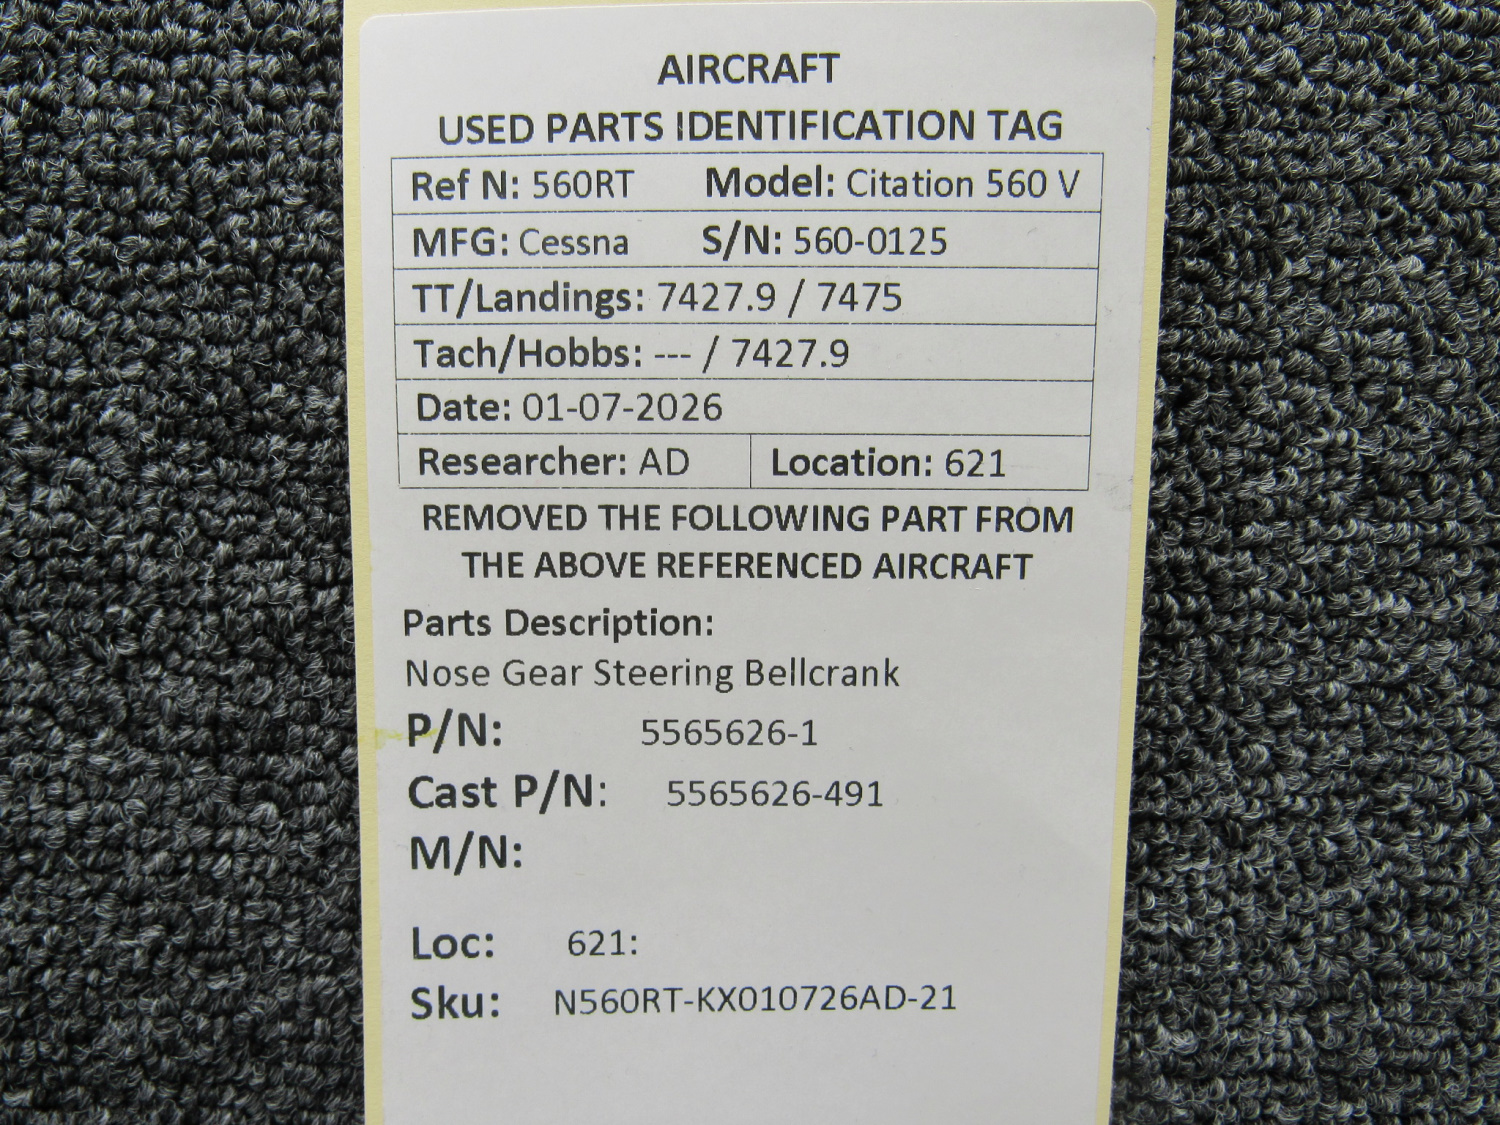 AIRCRAFT
USED PARTS IDENTIFICATION TAG
Ref N: 560RT Model: Citation 560 V
MFG: Cessna S/N: 560-0125
TT/Landings: 7427.9 / 7475
Tach/Hobbs: --- / 7427.9
Date: 01-07-2026
Researcher: AD Location: 621
REMOVED THE FOLLOWING PART FROM
THE ABOVE REFERENCED AIRCRAFT
Parts Description:
Nose Gear Steering Bellcrank
P/N: 5565626-1
Cast P/N: 5565626-491
M/N:
Loc: 621:
Sku: N560RT-KX010726AD-21